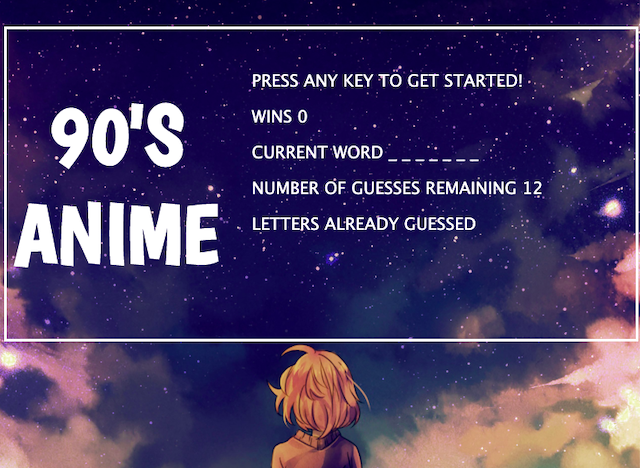 90'S
ANIME
PRESS ANY KEY TO GET STARTED!
WINS 0
CURRENT WORD _ _ _ _ _ _ _
NUMBER OF GUESSES REMAINING 12
LETTERS ALREADY GUESSED